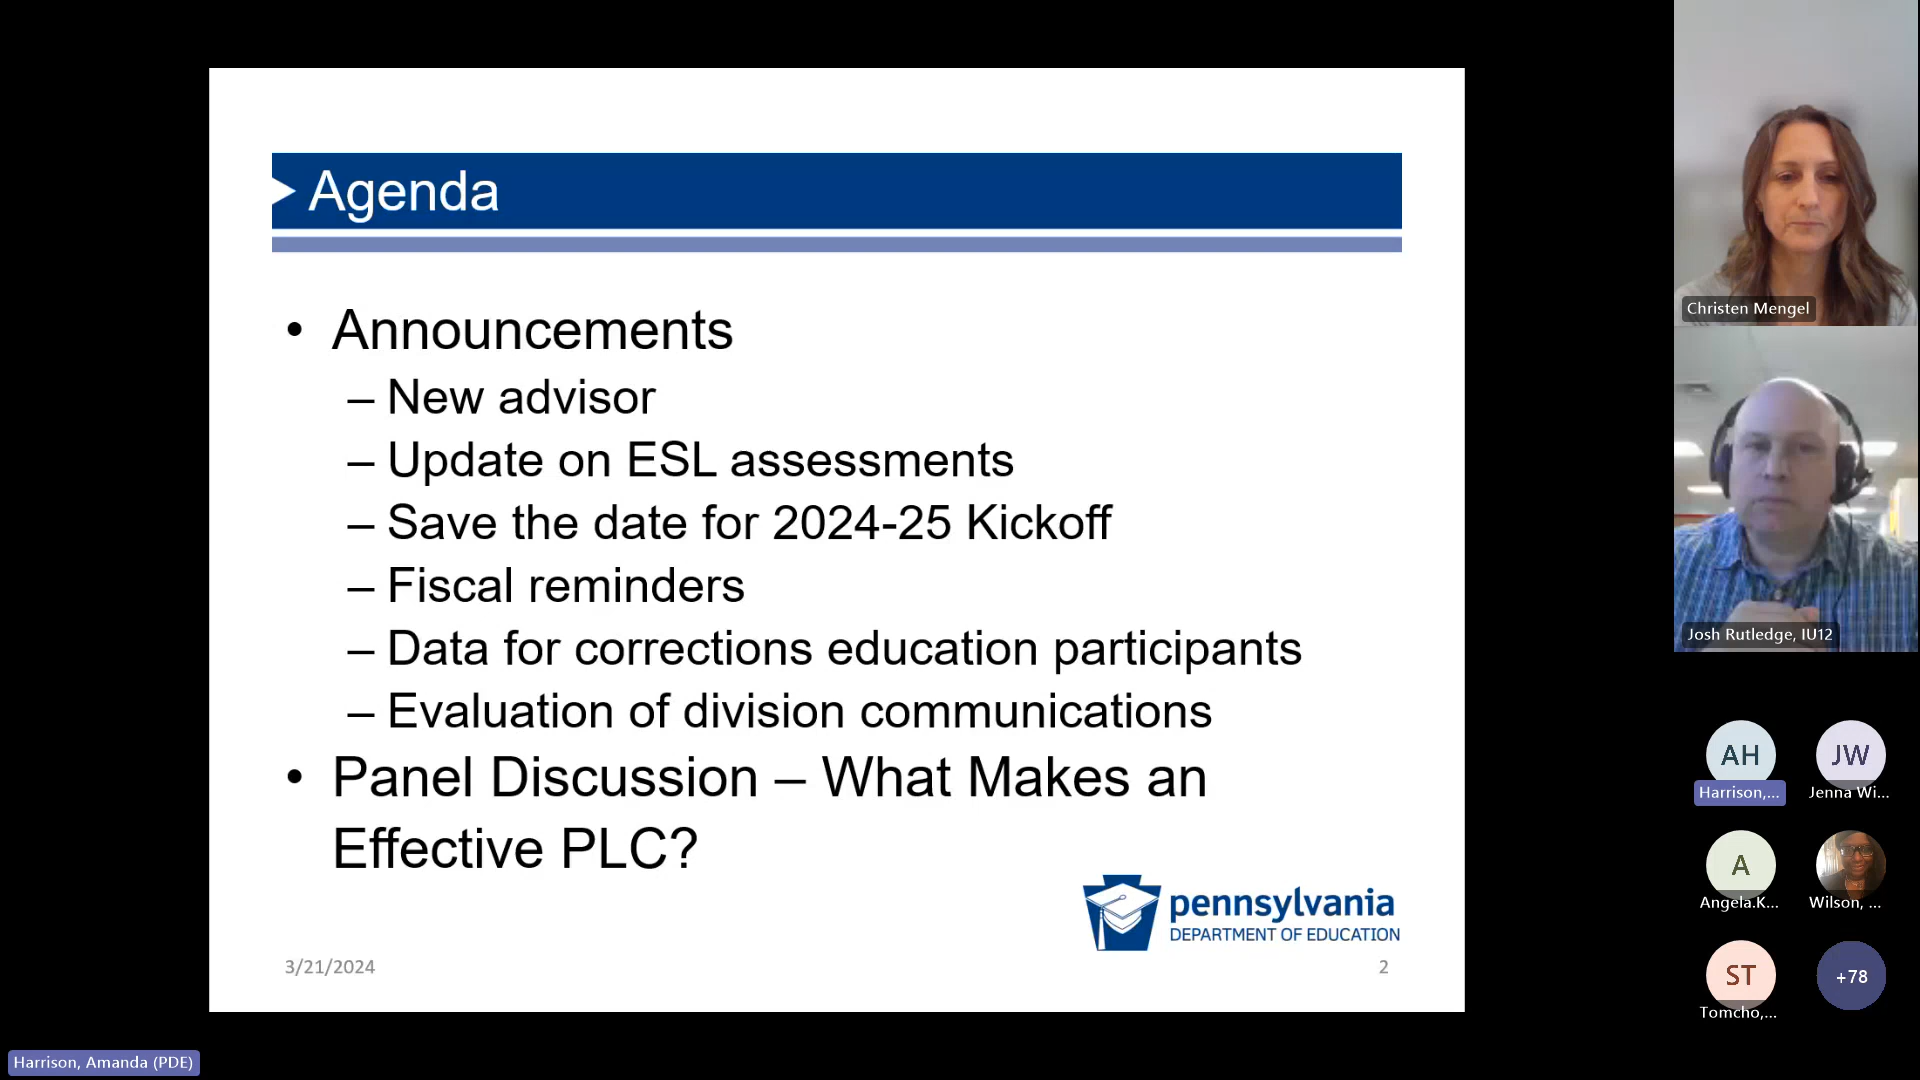 Agenda
• Announcements
– New advisor
– Update on ESL assessments
– Save the date for 2024-25 Kickoff
– Fiscal reminders
– Data for corrections education participants
– Evaluation of division communications
• Panel Discussion – What Makes an
Effective PLC?
pennsylvania
DEPARTMENT OF EDUCATION
3/21/2024
2
Christen Mengel
Josh Rutledge, IU12
AH
Harrison,...
JW
Jenna Wi...
A
Angela.K...
Wilson, ...
ST
Tomcho,...
+78
Harrison, Amanda (PDE)